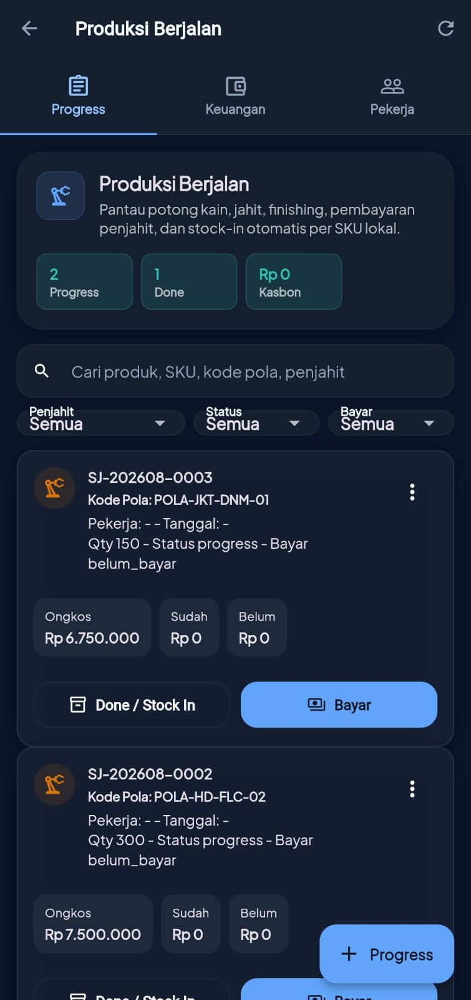 Produksi Berjalan
Progress
Keuangan
Pekerja
Produksi Berjalan
Pantau potong kain, jahit, finishing, pembayaran
penjahit, dan stock-in otomatis per SKU lokal.
2
Progress
1
Done
Rp 0
Kasbon
Cari produk, SKU, kode pola, penjahit
Penjahit
Semua
Status
Semua
Bayar
Semua
SJ-202608-0003
Kode Pola: POLA-JKT-DNM-01
Pekerja: - - Tanggal: -
Qty 150 - Status progress - Bayar
belum_bayar
Ongkos
Rp 6.750.000
Sudah
Rp 0
Belum
Rp 0
Done / Stock In
Bayar
SJ-202608-0002
Kode Pola: POLA-HD-FLC-02
Pekerja: - - Tanggal: -
Qty 300 - Status progress - Bayar
belum_bayar
Ongkos
Rp 7.500.000
Sudah
Rp 0
Belum
Rp 0
+ Progress
Done / Stock In
Bayar